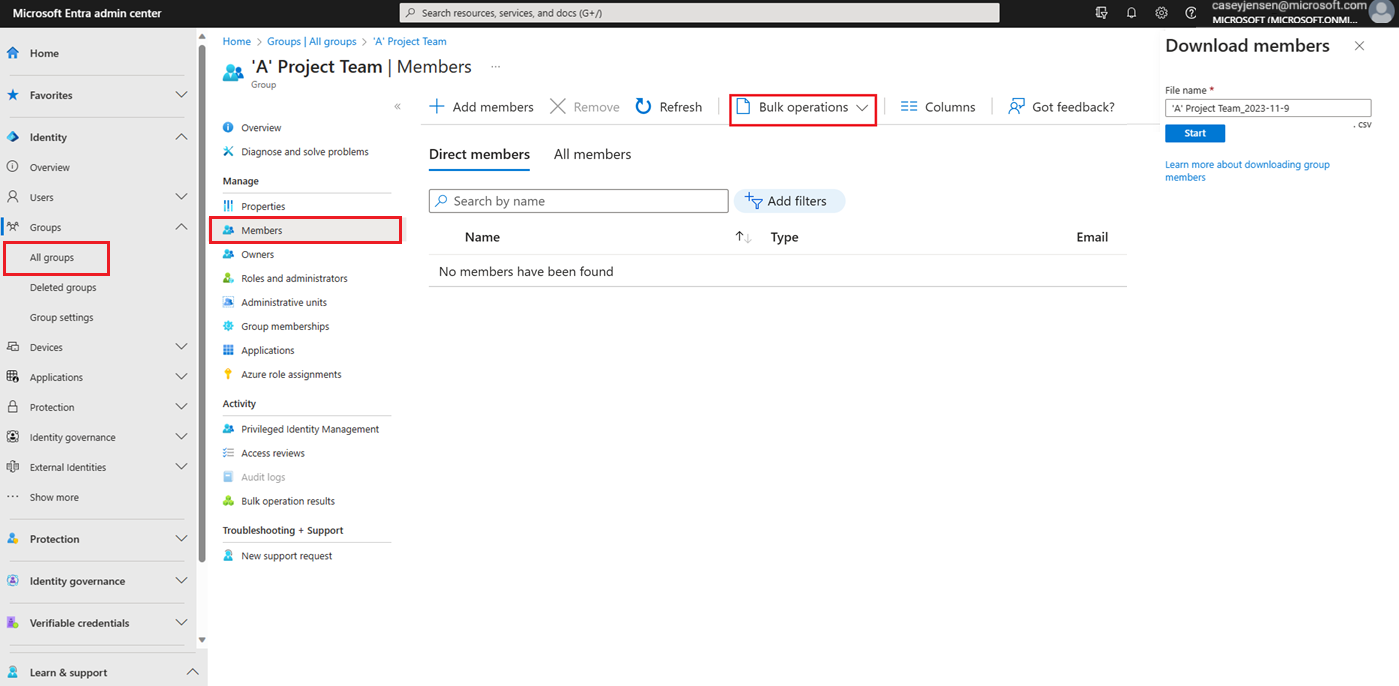 Microsoft Entra admin center
Search resources, services, and docs (G+/)
caseyjensen@microsoft.com
MICROSOFT (MICROSOFT.ONMI...
Home
Favorites
Identity
Overview
Users
Groups
All groups
Deleted groups
Group settings
Devices
Applications
Protection
Identity governance
External Identities
Show more
Protection
Identity governance
Verifiable credentials
Learn & support
Home > Groups | All groups > 'A' Project Team
'A' Project Team | Members ...
Group
Overview
Diagnose and solve problems
Manage
Properties
Members
Owners
Roles and administrators
Administrative units
Group memberships
Applications
Azure role assignments
Activity
Privileged Identity Management
Access reviews
Audit logs
Bulk operation results
Troubleshooting + Support
New support request
Add members Remove Refresh Bulk operations Columns Got feedback?
Direct members All members
Search by name Add filters
Name Type Email
No members have been found
Download members
File name *
'A' Project Team_2023-11-9
.csv
Start
Learn more about downloading group
members